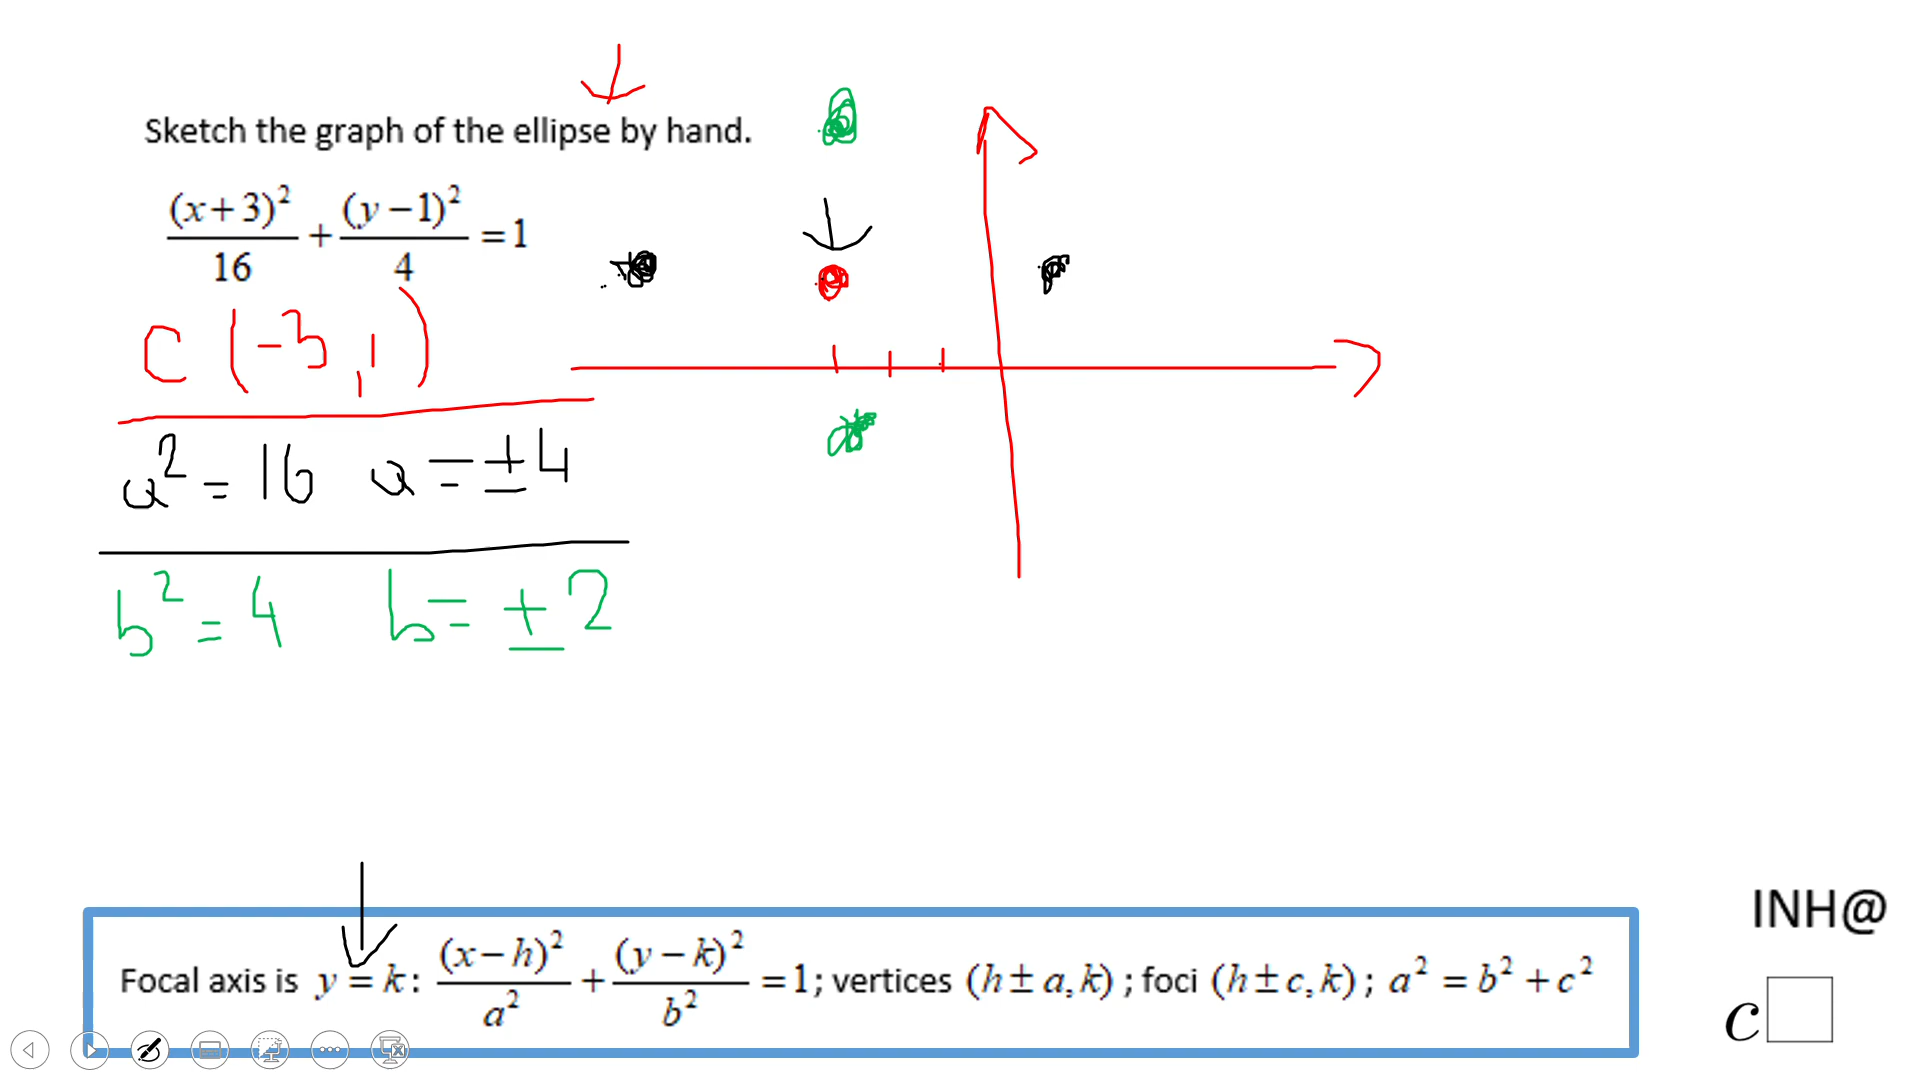 Sketch the graph of the ellipse by hand.
(x+3)²/16 + (y−1)²/4 = 1
C (-3, 1)
a² = 16 a = ±4
b² = 4 b = ±2
INH@
Focal axis is y = k: (x−h)²/a² + (y−k)²/b² = 1; vertices (h±a,k); foci (h±c,k); a² = b² + c²
c